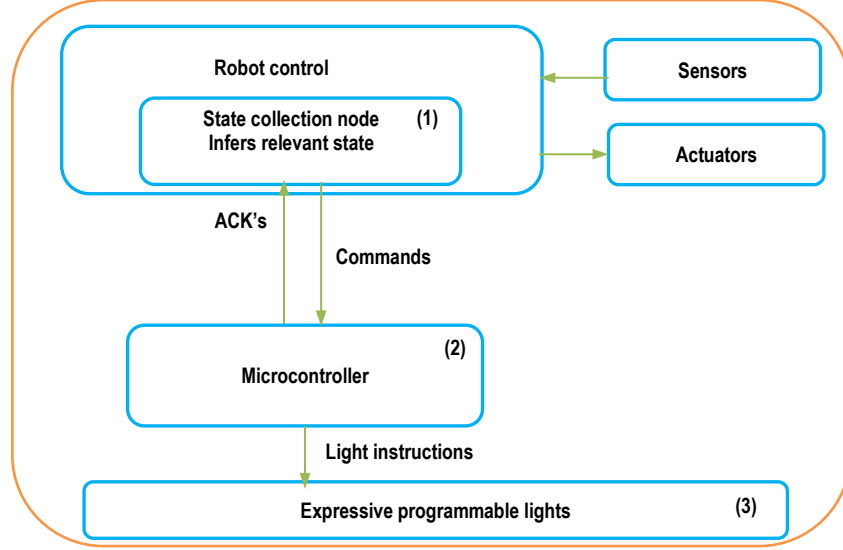 Robot control
Sensors
State collection node (1)
Infers relevant state
Actuators
ACK's
Commands
(2)
Microcontroller
Light instructions
Expressive programmable lights (3)